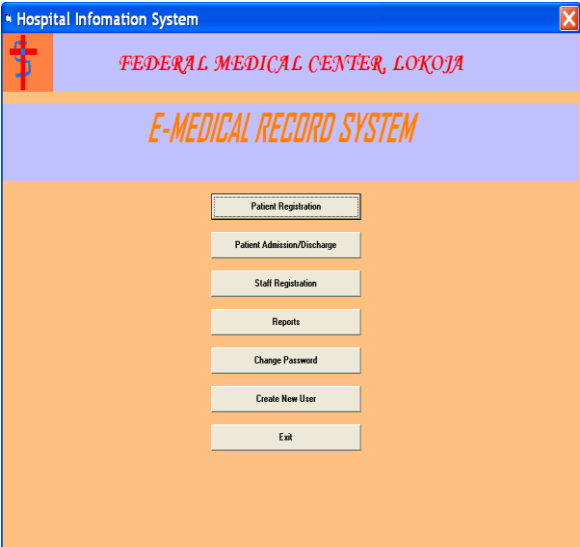 Hospital Infomation System
FEDERAL MEDICAL CENTER, LOKOJA
E-MEDICAL RECORD SYSTEM
Patient Registration
Patient Admission/Discharge
Staff Registration
Reports
Change Password
Create New User
Exit